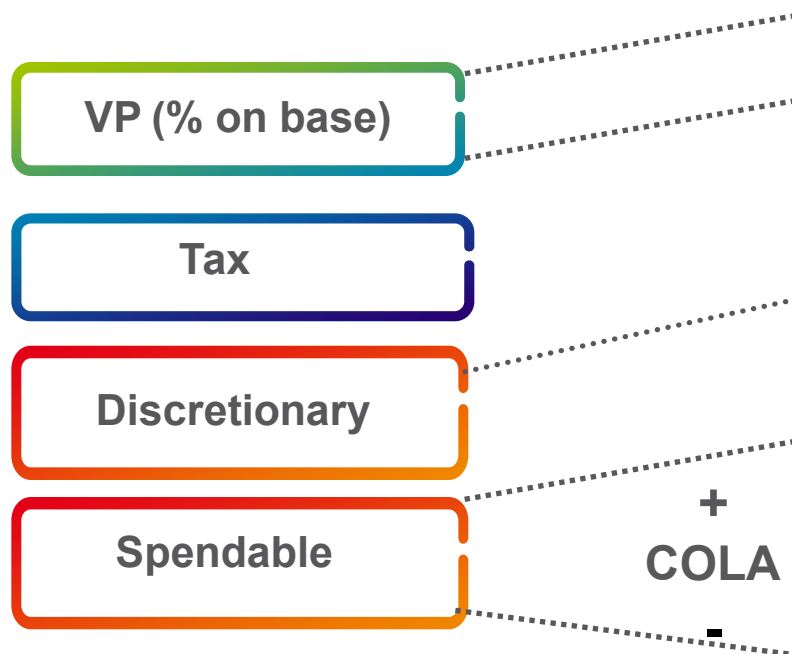 VP (% on base)
Tax
Discretionary
Spendable
+
COLA
-